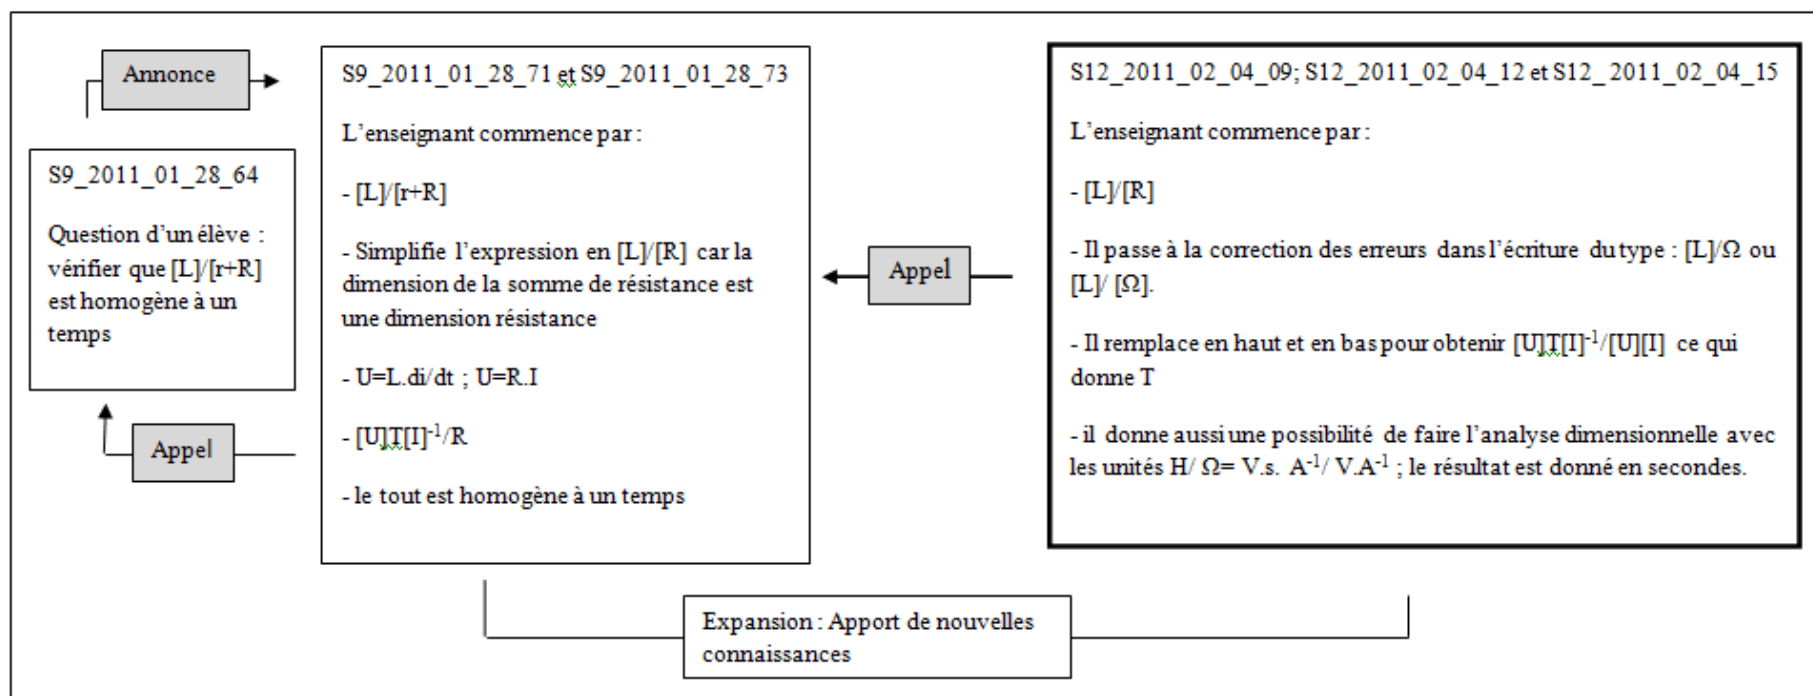 Annonce
S9_2011_01_28_64
Question d'un élève :
vérifier que [L]/[r+R]
est homogène à un
temps
Appel
S9_2011_01_28_71 et S9_2011_01_28_73
L'enseignant commence par :
- [L]/[r+R]
- Simplifie l'expression en [L]/[R] car la
dimension de la somme de résistance est
une dimension résistance
- U=L.di/dt ; U=R.I
- [U]T[I]⁻¹/R
- le tout est homogène à un temps
Appel
S12_2011_02_04_09; S12_2011_02_04_12 et S12_2011_02_04_15
L'enseignant commence par :
- [L]/[R]
- Il passe à la correction des erreurs dans l'écriture du type : [L]/Ω ou
[L]/ [Ω].
- Il remplace en haut et en bas pour obtenir [U]T[I]⁻¹/[U][I] ce qui
donne T
- il donne aussi une possibilité de faire l'analyse dimensionnelle avec
les unités H/ Ω= V.s. A⁻¹/ V.A⁻¹ ; le résultat est donné en secondes.
Expansion : Apport de nouvelles
connaissances